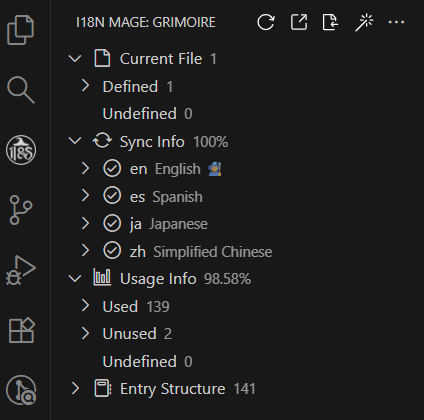 I18N MAGE: GRIMOIRE
Current File 1
Defined 1
Undefined 0
Sync Info 100%
en English
es Spanish
ja Japanese
zh Simplified Chinese
Usage Info 98.58%
Used 139
Unused 2
Undefined 0
Entry Structure 141